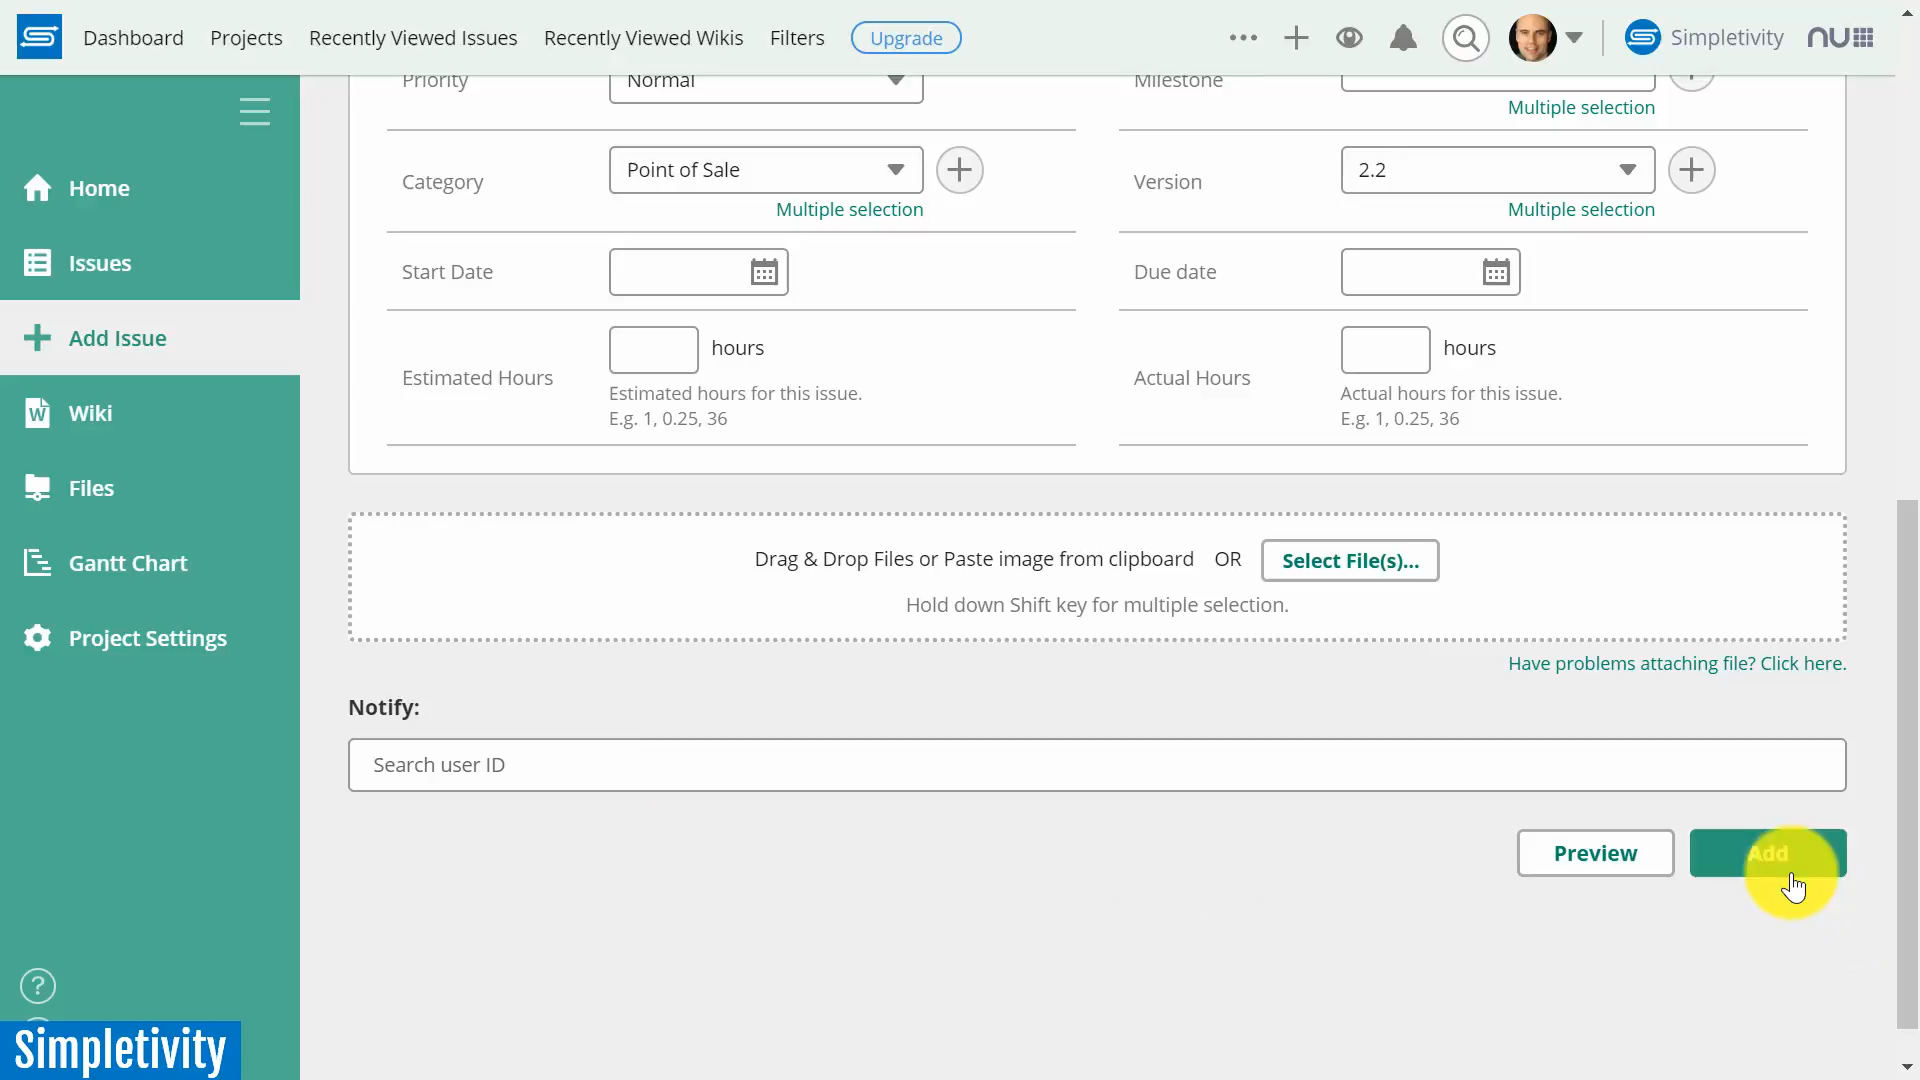 Dashboard Projects Recently Viewed Issues Recently Viewed Wikis Filters Upgrade Simpletivity nu
Priority Normal Milestone
Multiple selection
Home
Category Point of Sale Version 2.2
Multiple selection Multiple selection
Issues
Start Date Due date
Add Issue
hours hours
Estimated Hours Actual Hours
Estimated hours for this issue. Actual hours for this issue.
E.g. 1, 0.25, 36 E.g. 1, 0.25, 36
Wiki
Files
Gantt Chart
Drag & Drop Files or Paste image from clipboard OR Select File(s)...
Hold down Shift key for multiple selection.
Project Settings
Have problems attaching file? Click here.
Notify:
Search user ID
Preview Add
?
Simpletivity